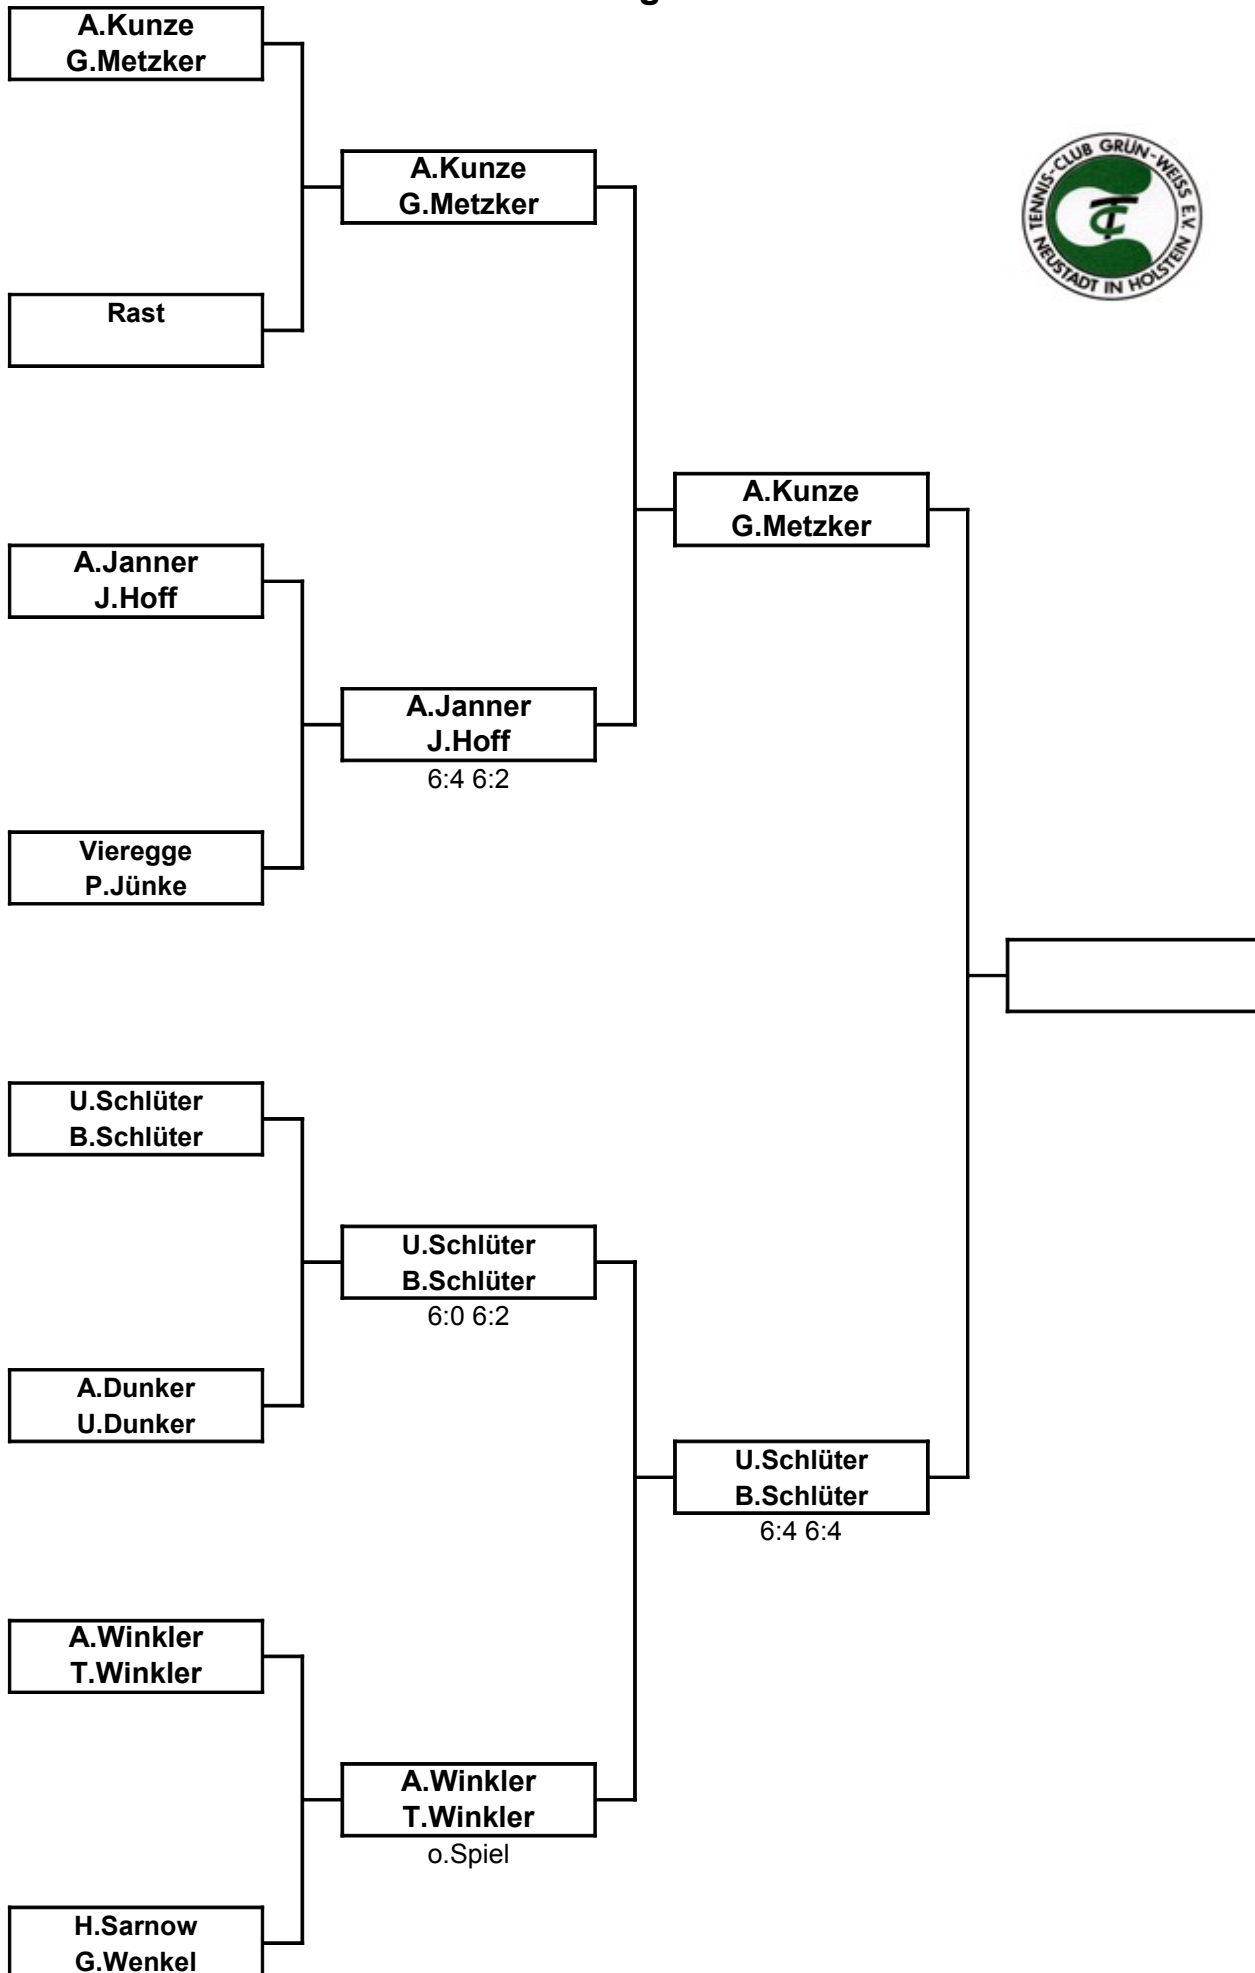 A.Kunze
G.Metzker
A.Kunze
G.Metzker
TENNIS-CLUB GRÜN-WEISS E.V.
NEUSTADT IN HOLSTEIN
Rast
A.Kunze
G.Metzker
A.Janner
J.Hoff
A.Janner
J.Hoff
6:4 6:2
Vieregge
P.Jünke
U.Schlüter
B.Schlüter
U.Schlüter
B.Schlüter
6:0 6:2
A.Dunker
U.Dunker
U.Schlüter
B.Schlüter
6:4 6:4
A.Winkler
T.Winkler
A.Winkler
T.Winkler
o.Spiel
H.Sarnow
G.Wenkel